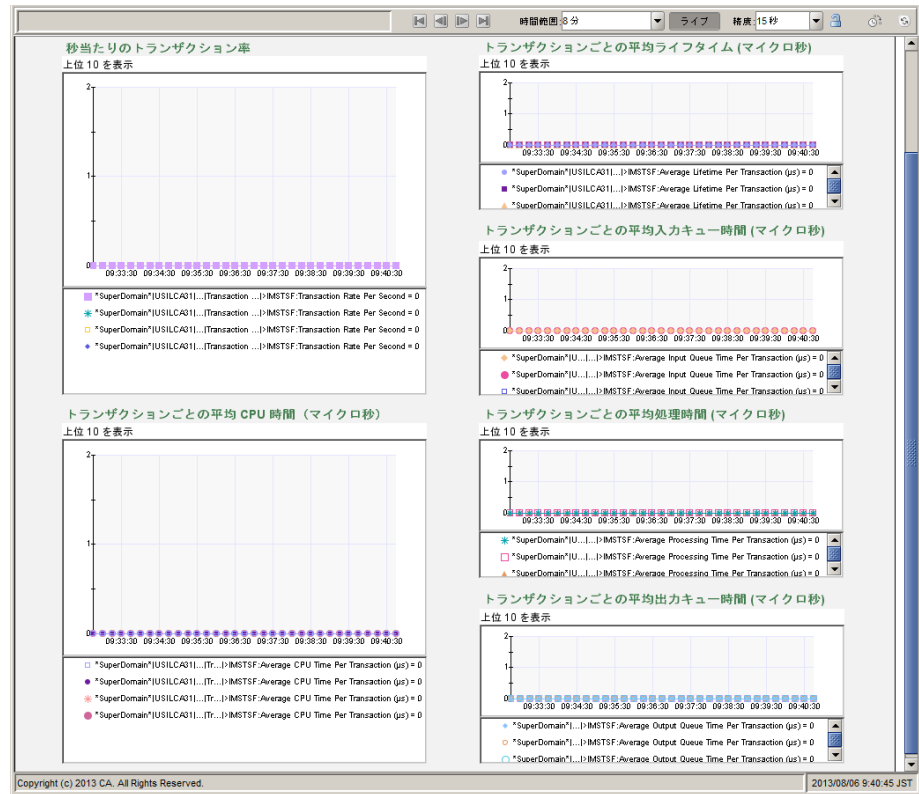 時間範囲:8分 ライブ 精度:15秒
秒当たりのトランザクション率
上位 10 を表示
2
1
0
09:33:30 09:34:30 09:35:30 09:36:30 09:37:30 09:38:30 09:39:30 09:40:30
*SuperDomain*|USILCA31|...|Transaction ...|>IMSTSF:Transaction Rate Per Second = 0
*SuperDomain*|USILCA31|...|Transaction ...|>IMSTSF:Transaction Rate Per Second = 0
*SuperDomain*|USILCA31|...|Transaction ...|>IMSTSF:Transaction Rate Per Second = 0
*SuperDomain*|USILCA31|...|Transaction ...|>IMSTSF:Transaction Rate Per Second = 0
トランザクションごとの平均 CPU 時間（マイクロ秒）
上位 10 を表示
2
1
0
09:33:30 09:34:30 09:35:30 09:36:30 09:37:30 09:38:30 09:39:30 09:40:30
*SuperDomain*|USILCA31|...|Tr...|>IMSTSF:Average CPU Time Per Transaction (µs) = 0
*SuperDomain*|USILCA31|...|Tr...|>IMSTSF:Average CPU Time Per Transaction (µs) = 0
*SuperDomain*|USILCA31|...|Tr...|>IMSTSF:Average CPU Time Per Transaction (µs) = 0
*SuperDomain*|USILCA31|...|Tr...|>IMSTSF:Average CPU Time Per Transaction (µs) = 0
トランザクションごとの平均ライフタイム (マイクロ秒)
上位 10 を表示
2
1
0
09:33:30 09:34:30 09:35:30 09:36:30 09:37:30 09:38:30 09:39:30 09:40:30
*SuperDomain*|USILCA31|...|>IMSTSF:Average Lifetime Per Transaction (µs) = 0
*SuperDomain*|USILCA31|...|>IMSTSF:Average Lifetime Per Transaction (µs) = 0
*SuperDomain*|USILCA31|...|>IMSTSF:Average Lifetime Per Transaction (µs) = 0
トランザクションごとの平均入力キュー時間 (マイクロ秒)
上位 10 を表示
2
1
0
09:33:30 09:34:30 09:35:30 09:36:30 09:37:30 09:38:30 09:39:30 09:40:30
*SuperDomain*|U...|...|>IMSTSF:Average Input Queue Time Per Transaction (µs) = 0
*SuperDomain*|U...|...|>IMSTSF:Average Input Queue Time Per Transaction (µs) = 0
*SuperDomain*|U...|...|>IMSTSF:Average Input Queue Time Per Transaction (µs) = 0
トランザクションごとの平均処理時間 (マイクロ秒)
上位 10 を表示
2
1
0
09:33:30 09:34:30 09:35:30 09:36:30 09:37:30 09:38:30 09:39:30 09:40:30
*SuperDomain*|U...|...|>IMSTSF:Average Processing Time Per Transaction (µs) = 0
*SuperDomain*|U...|...|>IMSTSF:Average Processing Time Per Transaction (µs) = 0
*SuperDomain*|U...|...|>IMSTSF:Average Processing Time Per Transaction (µs) = 0
トランザクションごとの平均出力キュー時間 (マイクロ秒)
上位 10 を表示
2
1
0
09:33:30 09:34:30 09:35:30 09:36:30 09:37:30 09:38:30 09:39:30 09:40:30
*SuperDomain*|...|>IMSTSF:Average Output Queue Time Per Transaction (µs) = 0
*SuperDomain*|...|>IMSTSF:Average Output Queue Time Per Transaction (µs) = 0
*SuperDomain*|...|>IMSTSF:Average Output Queue Time Per Transaction (µs) = 0
Copyright (c) 2013 CA. All Rights Reserved. 2013/08/06 9:40:45 JST